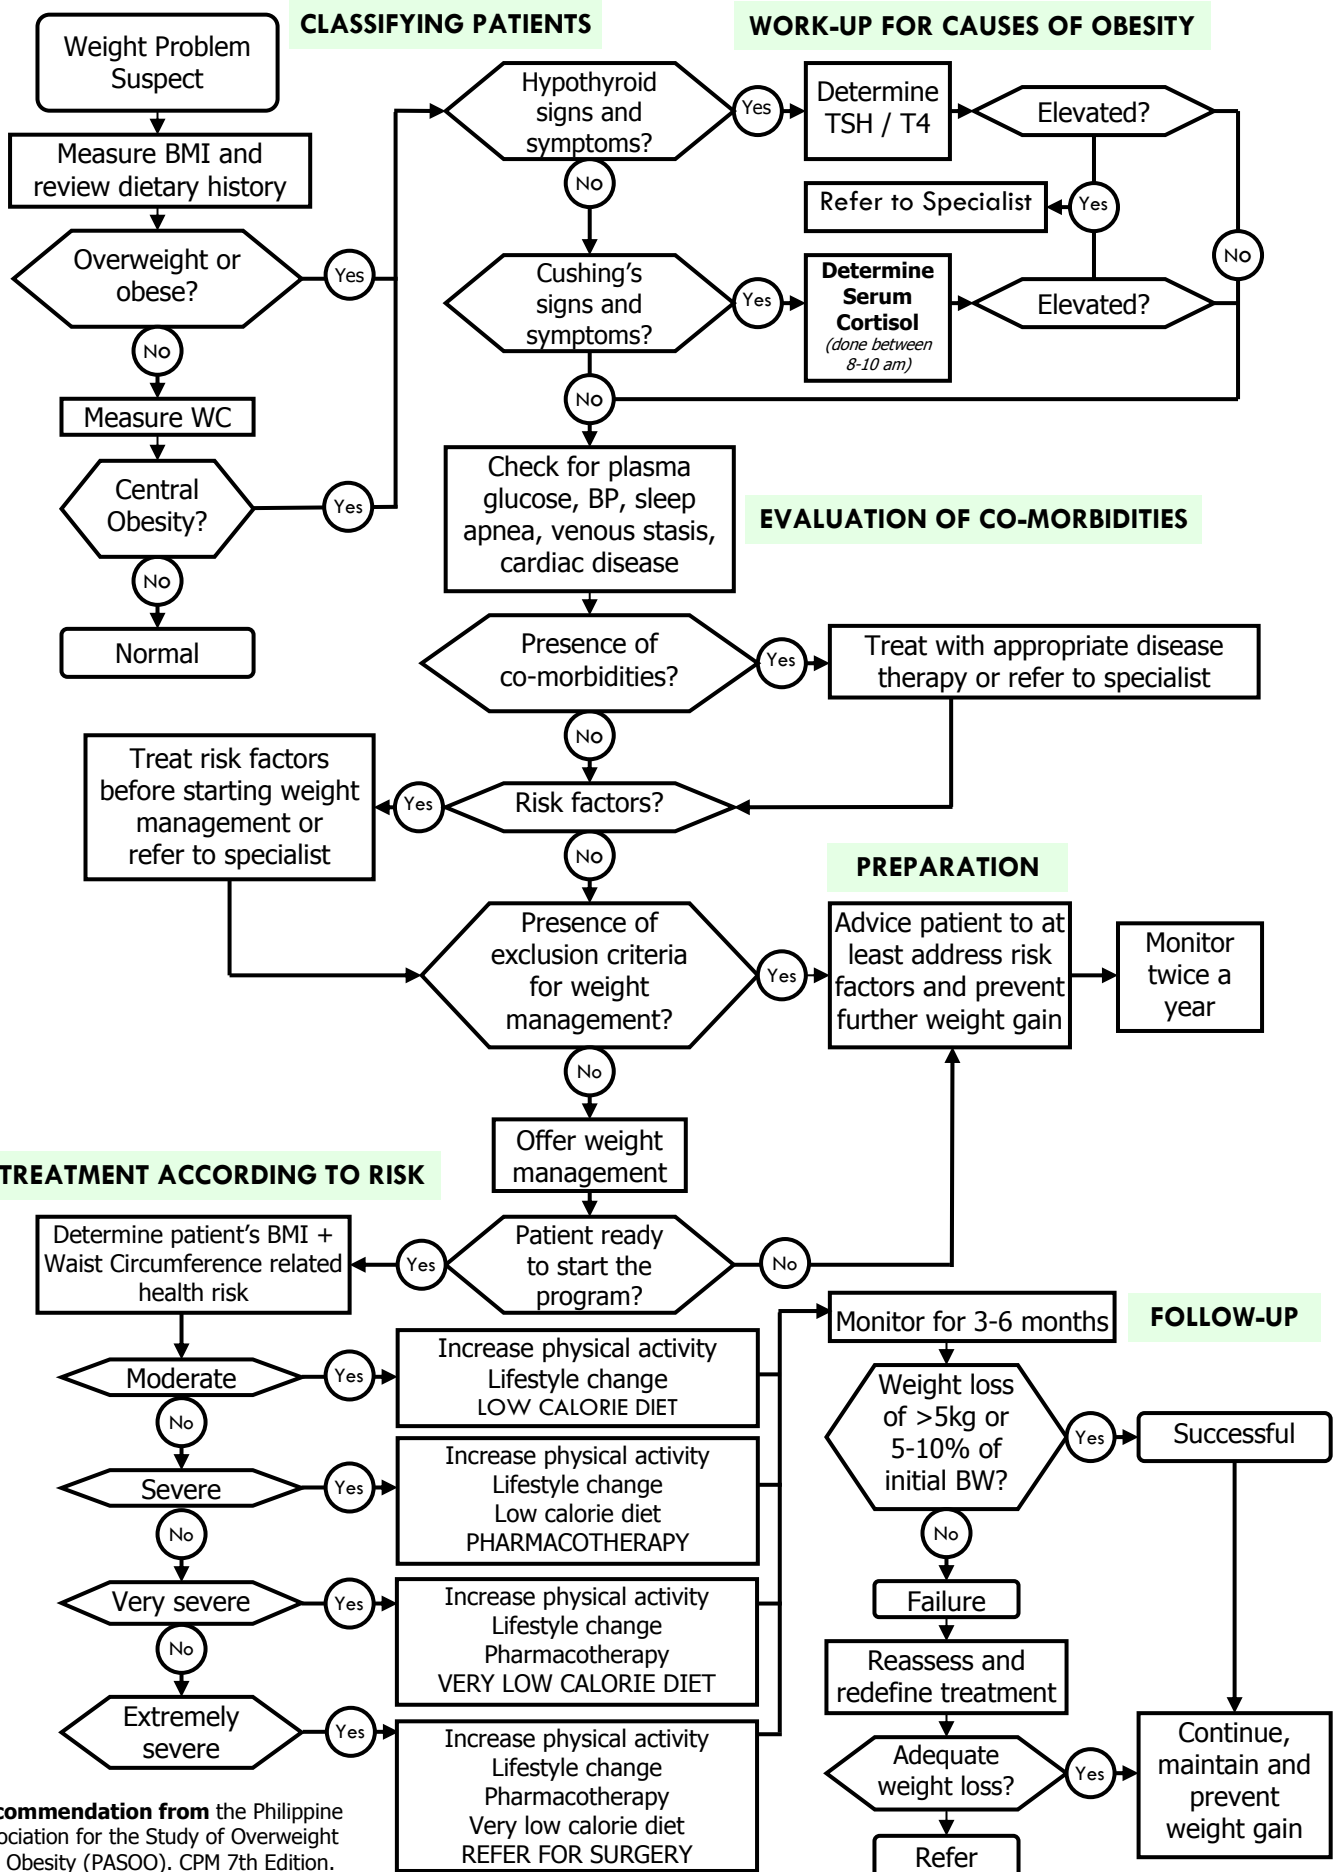 CLASSIFYING PATIENTS
WORK-UP FOR CAUSES OF OBESITY
Weight Problem
Suspect
Measure BMI and
review dietary history
Overweight or
obese?
Yes
No
Measure WC
Central
Obesity?
Yes
No
Normal
Hypothyroid
signs and
symptoms?
Yes
Determine
TSH / T4
Elevated?
No
Refer to Specialist
Yes
No
Cushing's
signs and
symptoms?
Yes
Determine
Serum
Cortisol
(done between
8-10 am)
Elevated?
No
Check for plasma
glucose, BP, sleep
apnea, venous stasis,
cardiac disease
EVALUATION OF CO-MORBIDITIES
Presence of
co-morbidities?
Yes
Treat with appropriate disease
therapy or refer to specialist
No
Treat risk factors
before starting weight
management or
refer to specialist
Yes
Risk factors?
No
PREPARATION
Presence of
exclusion criteria
for weight
management?
Yes
Advice patient to at
least address risk
factors and prevent
further weight gain
Monitor
twice a
year
No
Offer weight
management
TREATMENT ACCORDING TO RISK
Patient ready
to start the
program?
Yes
No
Determine patient's BMI +
Waist Circumference related
health risk
Moderate
Yes
Increase physical activity
Lifestyle change
LOW CALORIE DIET
No
Severe
Yes
Increase physical activity
Lifestyle change
Low calorie diet
PHARMACOTHERAPY
No
Very severe
Yes
Increase physical activity
Lifestyle change
Pharmacotherapy
VERY LOW CALORIE DIET
No
Extremely
severe
Yes
Increase physical activity
Lifestyle change
Pharmacotherapy
Very low calorie diet
REFER FOR SURGERY
Monitor for 3-6 months
FOLLOW-UP
Weight loss
of >5kg or
5-10% of
initial BW?
Yes
Successful
No
Failure
Reassess and
redefine treatment
Adequate
weight loss?
Yes
Continue,
maintain and
prevent
weight gain
Refer
commendation from the Philippine
ociation for the Study of Overweight
Obesity (PASOO). CPM 7th Edition.